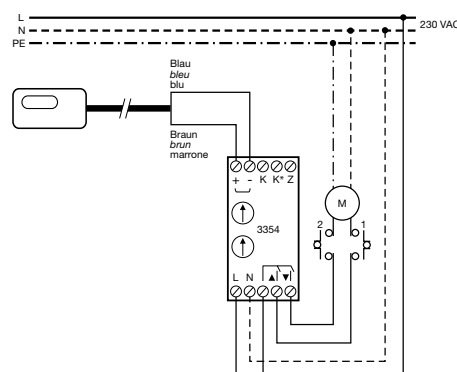 L
N
PE
230 VAC
Blau
bleu
blu
Braun
brun
marrone
+ - K K* Z
3354
L N ▲ ▼
M
2 1